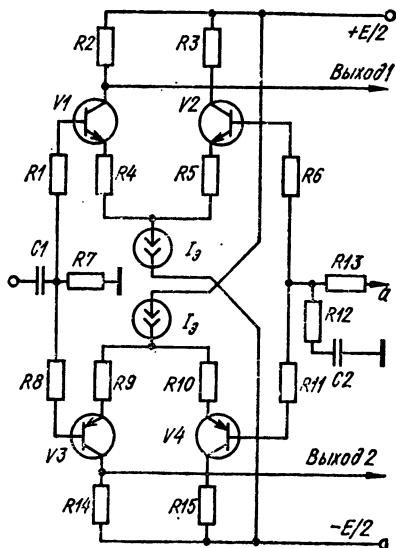 +E/2
R2
R3
Выход1
V1
V2
R1
R4
R5
R6
Iэ
C1
R7
R13
a
Iэ
R12
R8
R9
R10
R11
C2
V3
V4
Выход 2
R14
R15
-E/2